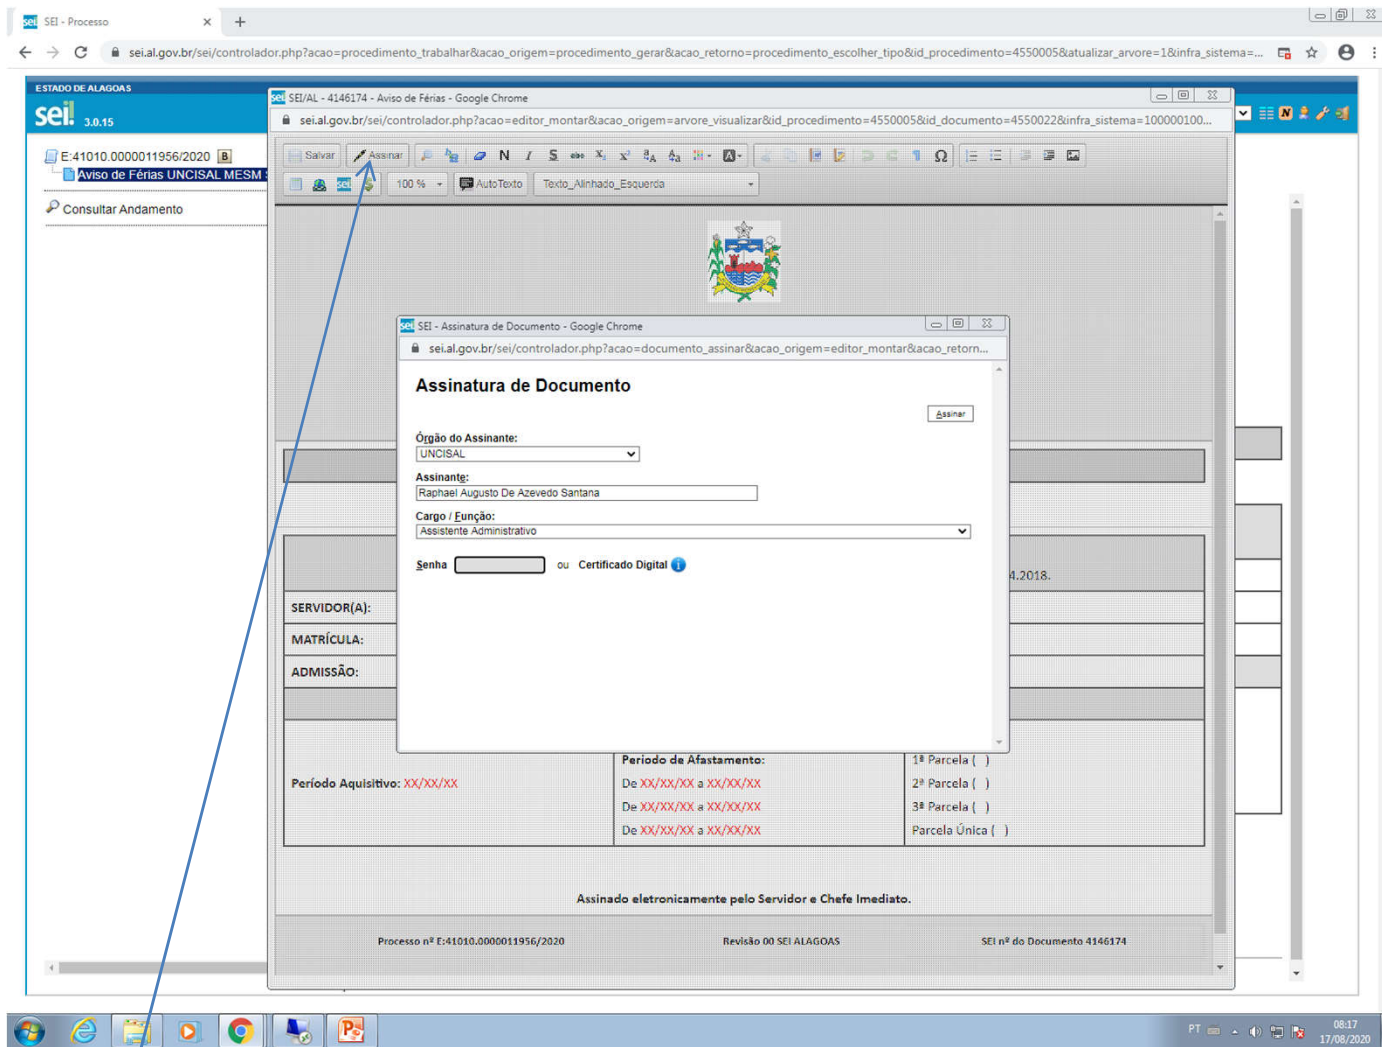 SEI - Processo
sei.al.gov.br/sei/controlador.php?acao=procedimento_trabalhar&acao_origem=procedimento_gerar&acao_retorno=procedimento_escolher_tipo&id_procedimento=4550005&atualizar_arvore=1&infra_sistema=...
ESTADO DE ALAGOAS
sei! 3.0.15
N
E:41010.0000011956/2020 B
Aviso de Férias UNCISAL MESM
Consultar Andamento
SEI/AL - 4146174 - Aviso de Férias - Google Chrome
sei.al.gov.br/sei/controlador.php?acao=editor_montar&acao_origem=arvore_visualizar&id_procedimento=4550005&id_documento=4550022&infra_sistema=100000100...
Salvar Assinar N I S abc X₂ x² Ω
sei 100 % AutoTexto Texto_Alinhado_Esquerda
SEI - Assinatura de Documento - Google Chrome
sei.al.gov.br/sei/controlador.php?acao=documento_assinar&acao_origem=editor_montar&acao_retorn...
Assinatura de Documento
Assinar
Órgão do Assinante:
UNCISAL
Assinante:
Raphael Augusto De Azevedo Santana
Cargo / Função:
Assistente Administrativo
Senha ou Certificado Digital
4.2018.
SERVIDOR(A):
MATRÍCULA:
ADMISSÃO:
Período de Afastamento: 1ª Parcela ( )
Período Aquisitivo: XX/XX/XX De XX/XX/XX a XX/XX/XX 2ª Parcela ( )
De XX/XX/XX a XX/XX/XX 3ª Parcela ( )
De XX/XX/XX a XX/XX/XX Parcela Única ( )
Assinado eletronicamente pelo Servidor e Chefe Imediato.
Processo nº E:41010.0000011956/2020 Revisão 00 SEI ALAGOAS SEI nº do Documento 4146174
PT 08:17
17/08/2020